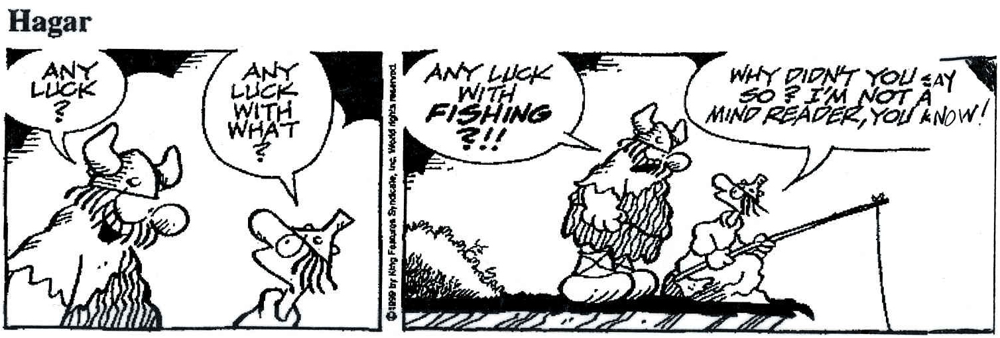 Hagar
ANY
LUCK
?
ANY
LUCK
WITH
WHAT
?
©1999 by King Features Syndicate, Inc. World rights reserved.
ANY LUCK
WITH
FISHING
?!!
WHY DIDN'T YOU SAY
SO? I'M NOT A
MIND READER, YOU KNOW!